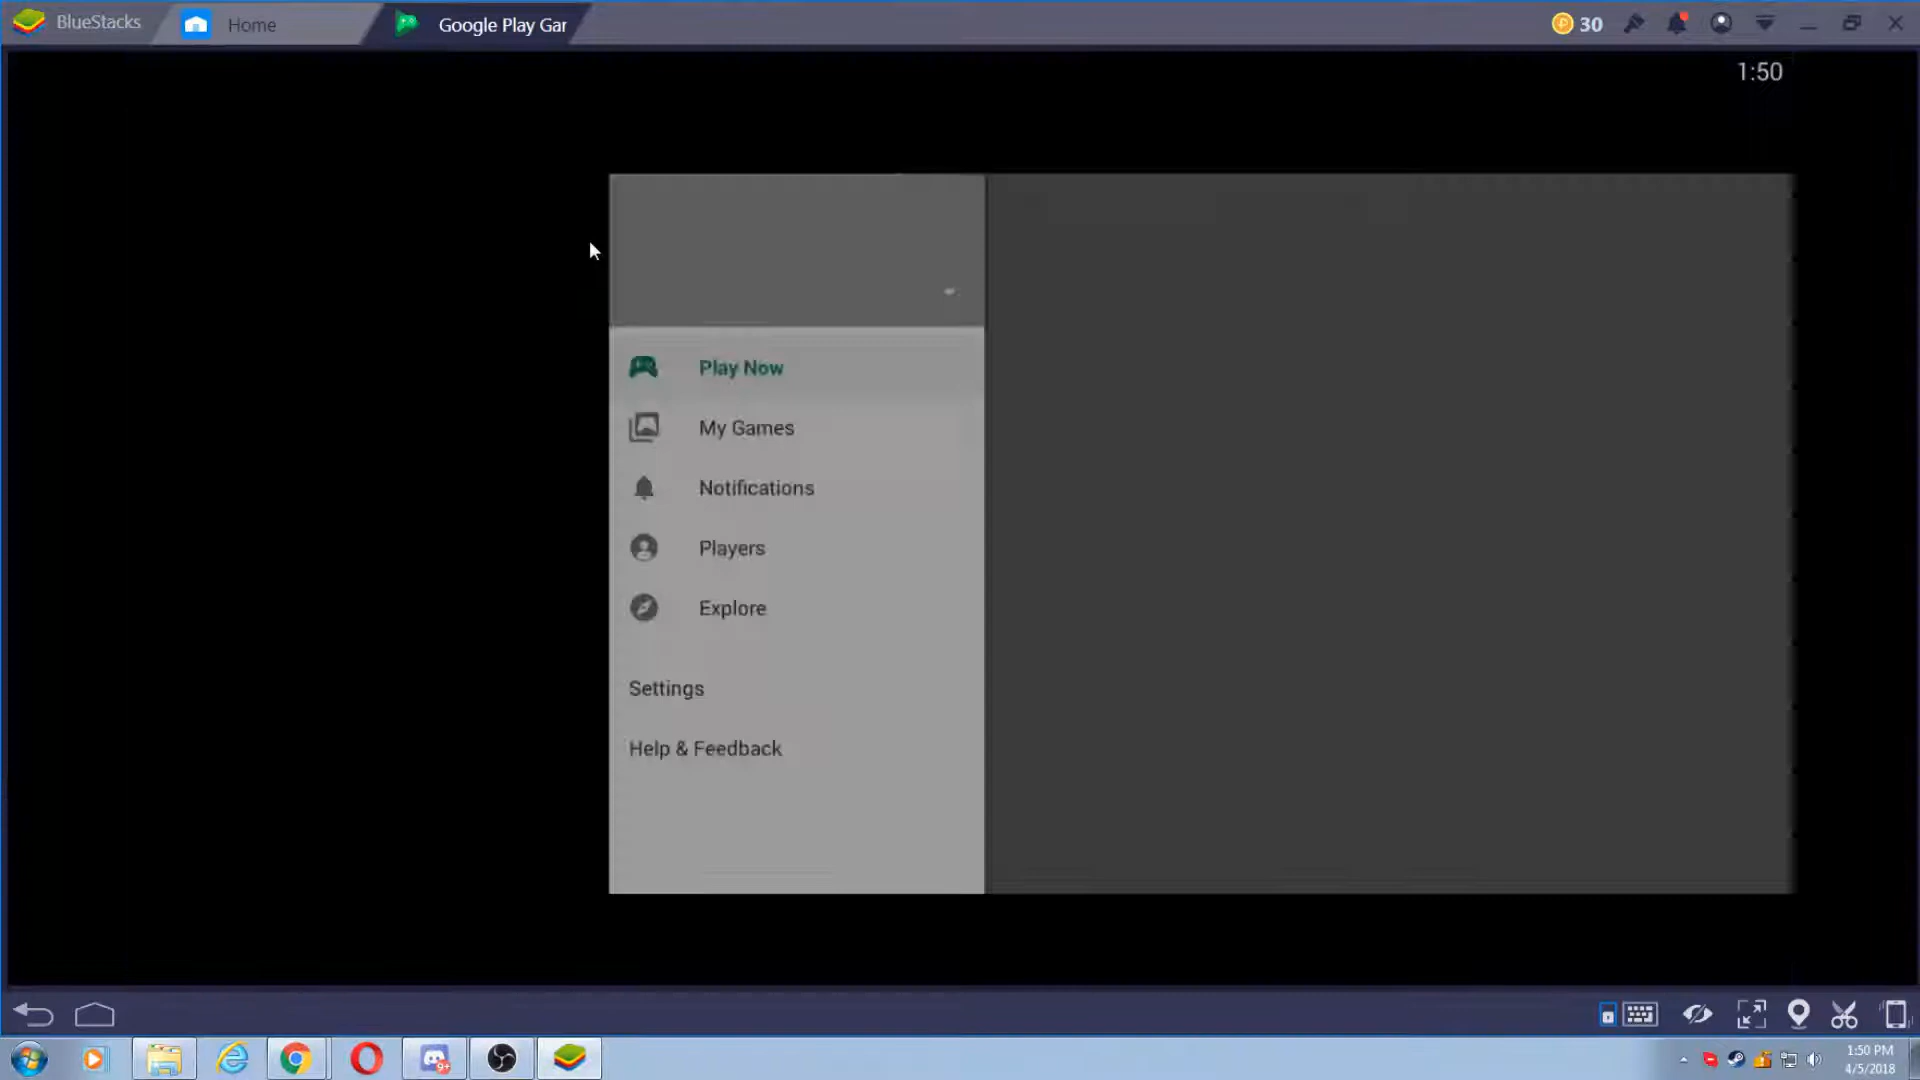 BlueStacks
Home
Google Play Gar
30
1:50
Play Now
My Games
Notifications
Players
Explore
Settings
Help & Feedback
9+
1:50 PM
4/5/2018